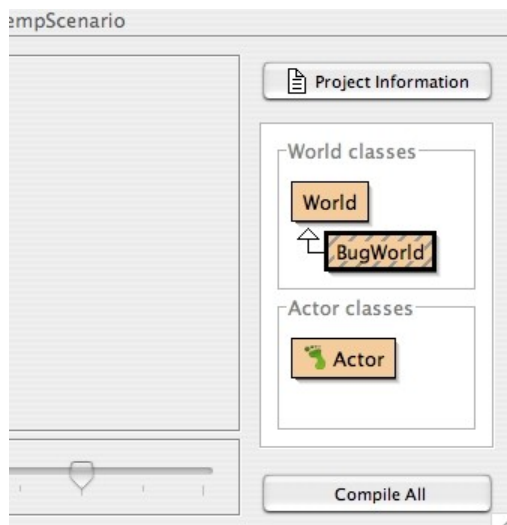 empScenario
Project Information
World classes
World
BugWorld
Actor classes
Actor
Compile All